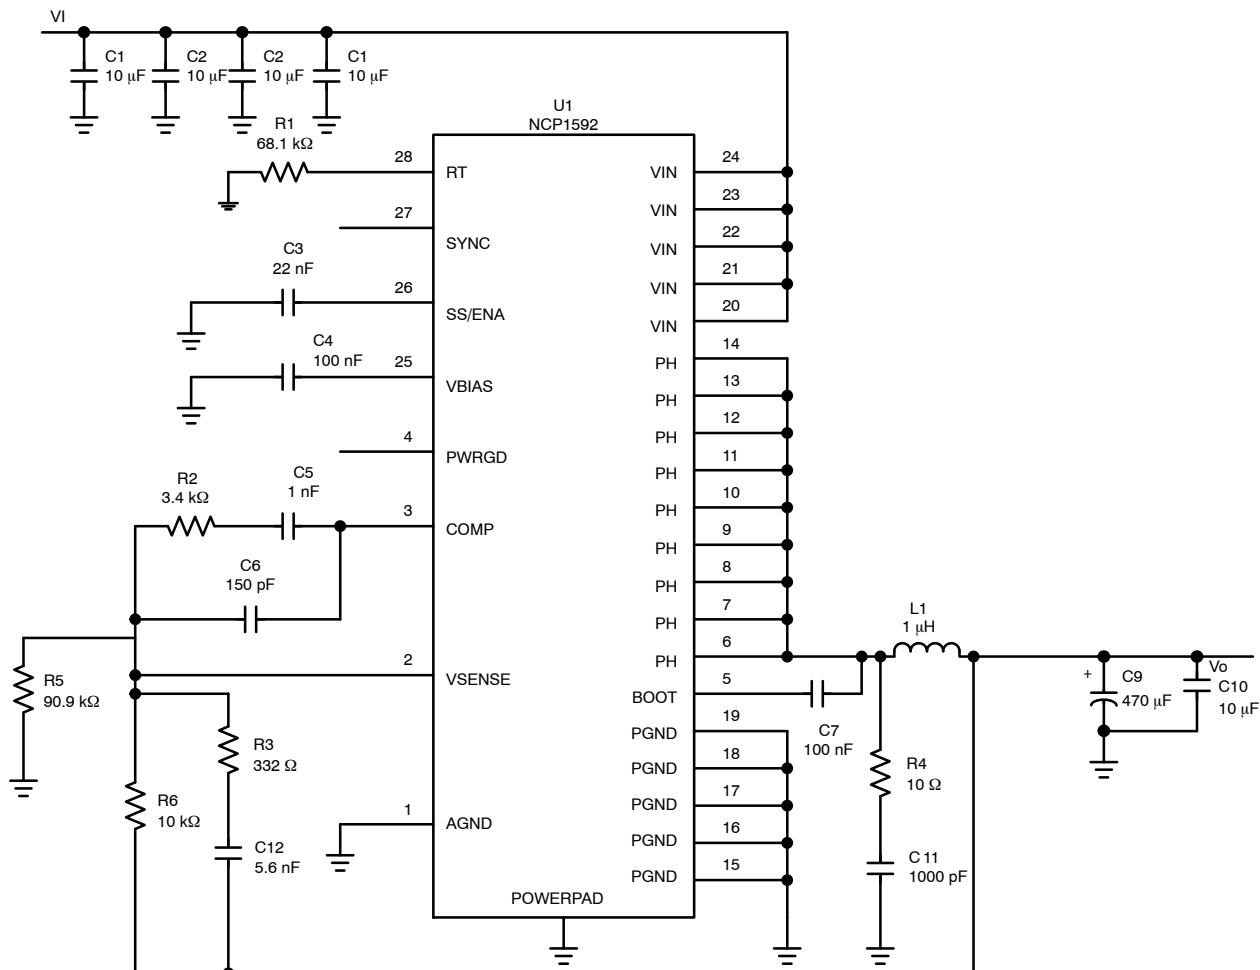 VI
C1
10 µF
C2
10 µF
C2
10 µF
C1
10 µF
U1
NCP1592
R1
68.1 kΩ
28
RT
27
SYNC
C3
22 nF
26
SS/ENA
C4
100 nF
25
VBIAS
4
PWRGD
R2
3.4 kΩ
C5
1 nF
3
COMP
C6
150 pF
2
VSENSE
R5
90.9 kΩ
R3
332 Ω
R6
10 kΩ
C12
5.6 nF
1
AGND
POWERPAD
24
VIN
23
VIN
22
VIN
21
VIN
20
VIN
14
PH
13
PH
12
PH
11
PH
10
PH
9
PH
8
PH
7
PH
6
PH
5
BOOT
19
PGND
18
PGND
17
PGND
16
PGND
15
PGND
C7
100 nF
L1
1 µH
R4
10 Ω
C 11
1000 pF
+
C9
470 µF
Vo
C10
10 µF